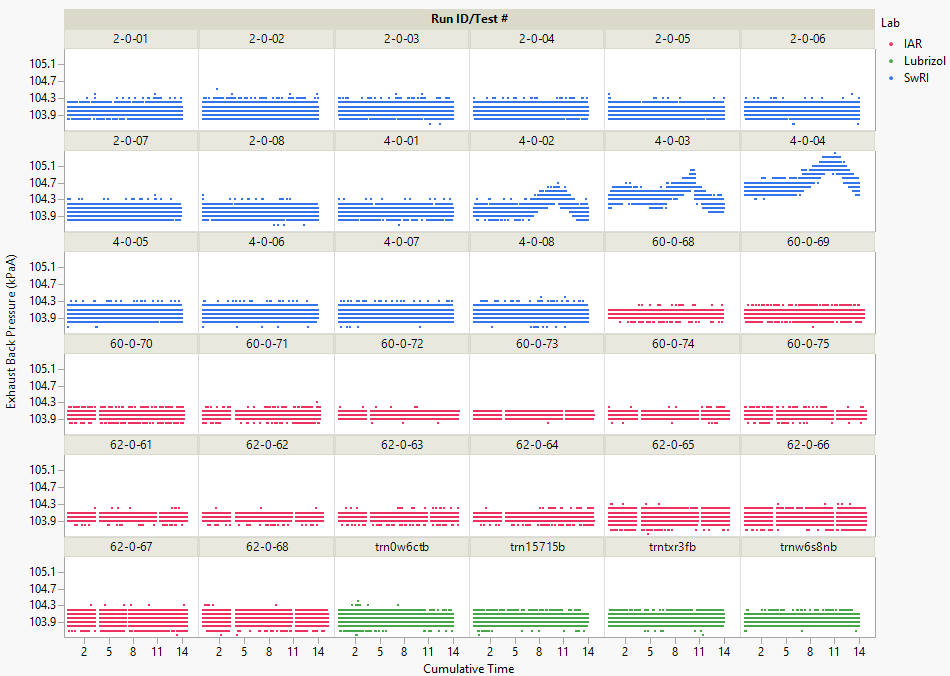 Run ID/Test #
Lab
IAR
Lubrizol
SwRI
2-0-01 2-0-02 2-0-03 2-0-04 2-0-05 2-0-06
105.1
104.7
104.3
103.9
2-0-07 2-0-08 4-0-01 4-0-02 4-0-03 4-0-04
105.1
104.7
104.3
103.9
4-0-05 4-0-06 4-0-07 4-0-08 60-0-68 60-0-69
105.1
104.7
104.3
103.9
60-0-70 60-0-71 60-0-72 60-0-73 60-0-74 60-0-75
105.1
104.7
104.3
103.9
62-0-61 62-0-62 62-0-63 62-0-64 62-0-65 62-0-66
105.1
104.7
104.3
103.9
62-0-67 62-0-68 trn0w6ctb trn15715b trntxr3fb trnw6s8nb
105.1
104.7
104.3
103.9
Exhaust Back Pressure (kPaA)
2 5 8 11 14 2 5 8 11 14 2 5 8 11 14 2 5 8 11 14 2 5 8 11 14 2 5 8 11 14
Cumulative Time